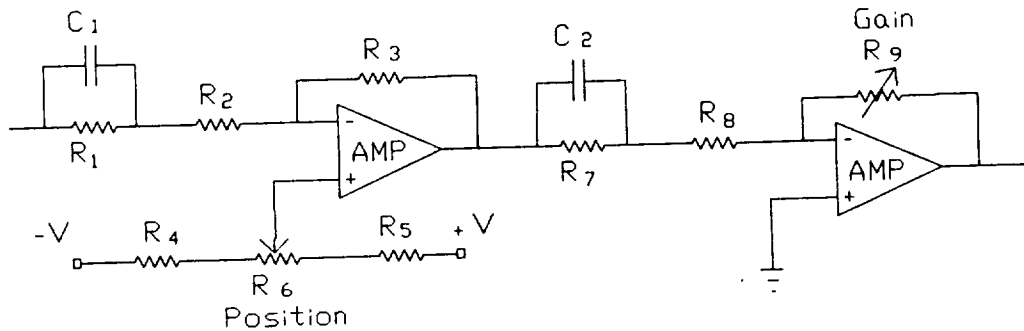 C1
R1
R2
R3
-
AMP
+
-V
R4
R6
Position
R5
+V
C2
R7
R8
Gain
R9
-
AMP
+